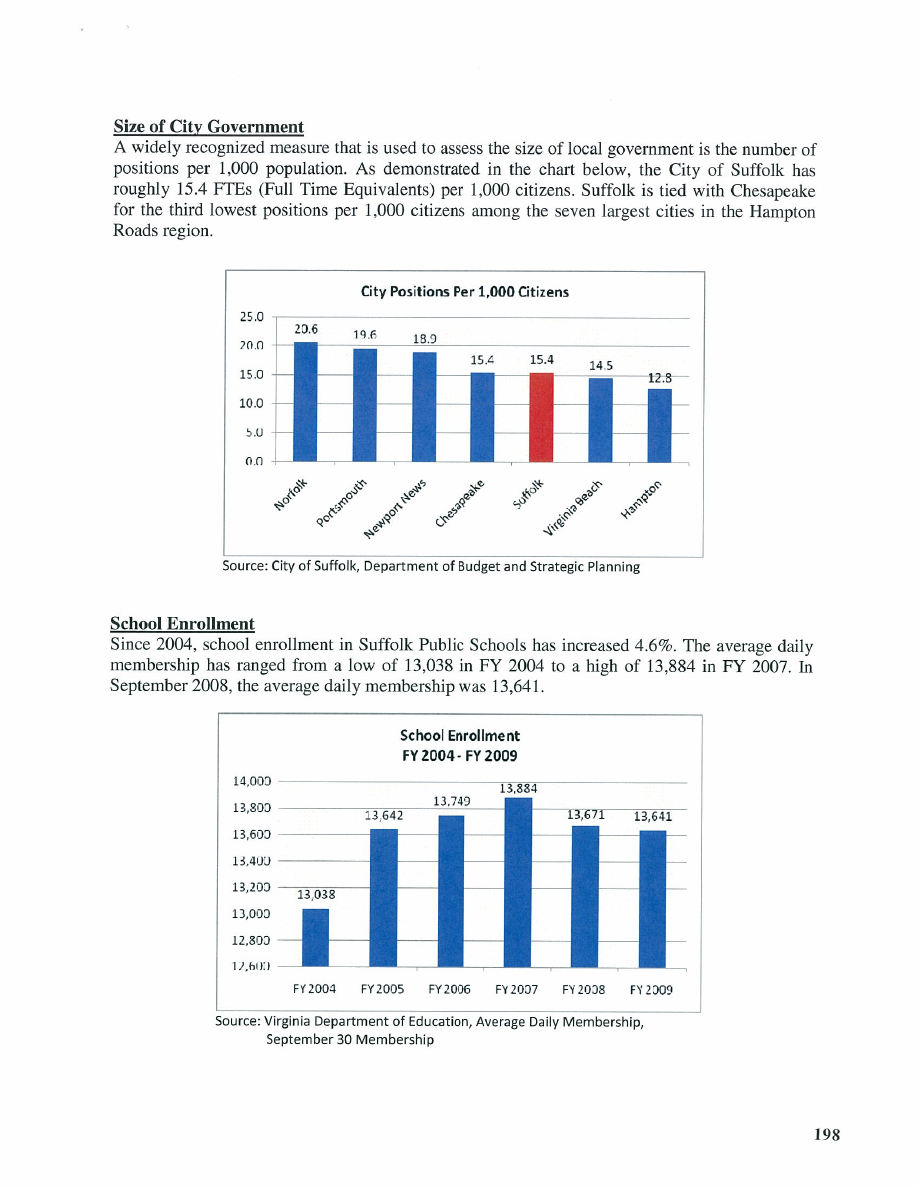 Size of City Government
A widely recognized measure that is used to assess the size of local government is the number of
positions per 1,000 population. As demonstrated in the chart below, the City of Suffolk has
roughly 15.4 FTEs (Full Time Equivalents) per 1,000 citizens. Suffolk is tied with Chesapeake
for the third lowest positions per 1,000 citizens among the seven largest cities in the Hampton
Roads region.
City Positions Per 1,000 Citizens
25.0
20.0
15.0
10.0
5.0
0.0
20.6
19.6
18.9
15.4
15.4
14.5
12.8
Norfolk
Portsmouth
Newport News
Chesapeake
Suffolk
Virginia Beach
Hampton
Source: City of Suffolk, Department of Budget and Strategic Planning
School Enrollment
Since 2004, school enrollment in Suffolk Public Schools has increased 4.6%. The average daily
membership has ranged from a low of 13,038 in FY 2004 to a high of 13,884 in FY 2007. In
September 2008, the average daily membership was 13,641.
School Enrollment
FY 2004 - FY 2009
14,000
13,800
13,600
13,400
13,200
13,000
12,800
12,600
13,038
13,642
13,749
13,884
13,671
13,641
FY 2004 FY 2005 FY 2006 FY 2007 FY 2008 FY 2009
Source: Virginia Department of Education, Average Daily Membership,
September 30 Membership
198